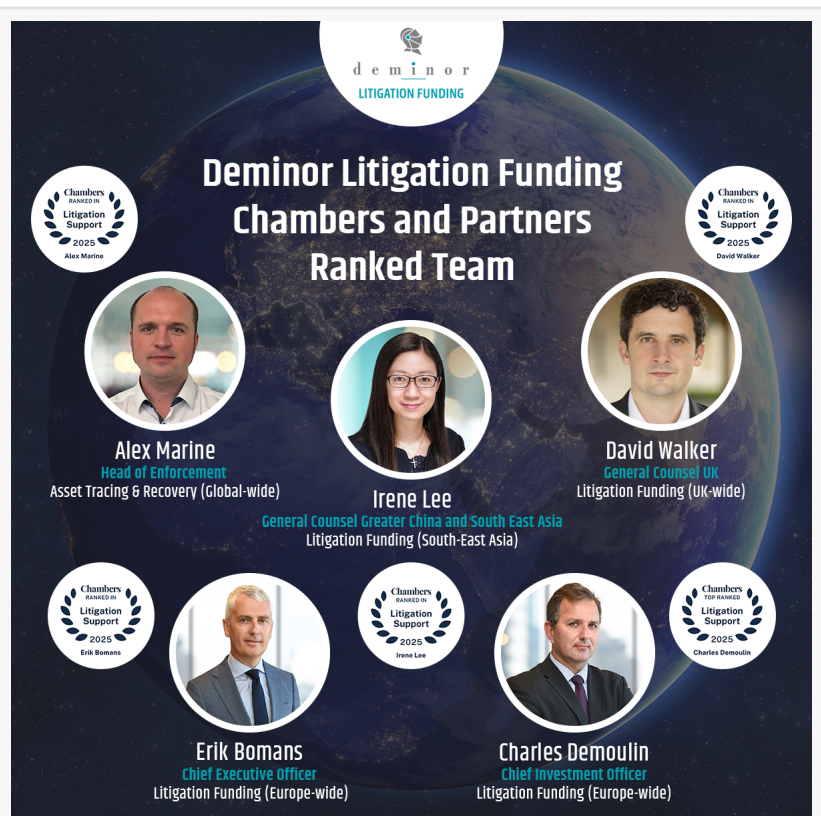 deminor
LITIGATION FUNDING
Deminor Litigation Funding
Chambers and Partners
Ranked Team
Chambers
RANKED IN
Litigation
Support
2025
Alex Marine
Chambers
RANKED IN
Litigation
Support
2025
David Walker
Alex Marine
Head of Enforcement
Asset Tracing & Recovery (Global-wide)
Irene Lee
General Counsel Greater China and South East Asia
Litigation Funding (South-East Asia)
David Walker
General Counsel UK
Litigation Funding (UK-wide)
Chambers
RANKED IN
Litigation
Support
2025
Erik Bomans
Chambers
RANKED IN
Litigation
Support
2025
Irene Lee
Chambers
TOP RANKED
Litigation
Support
2025
Charles Demoulin
Erik Bomans
Chief Executive Officer
Litigation Funding (Europe-wide)
Charles Demoulin
Chief Investment Officer
Litigation Funding (Europe-wide)